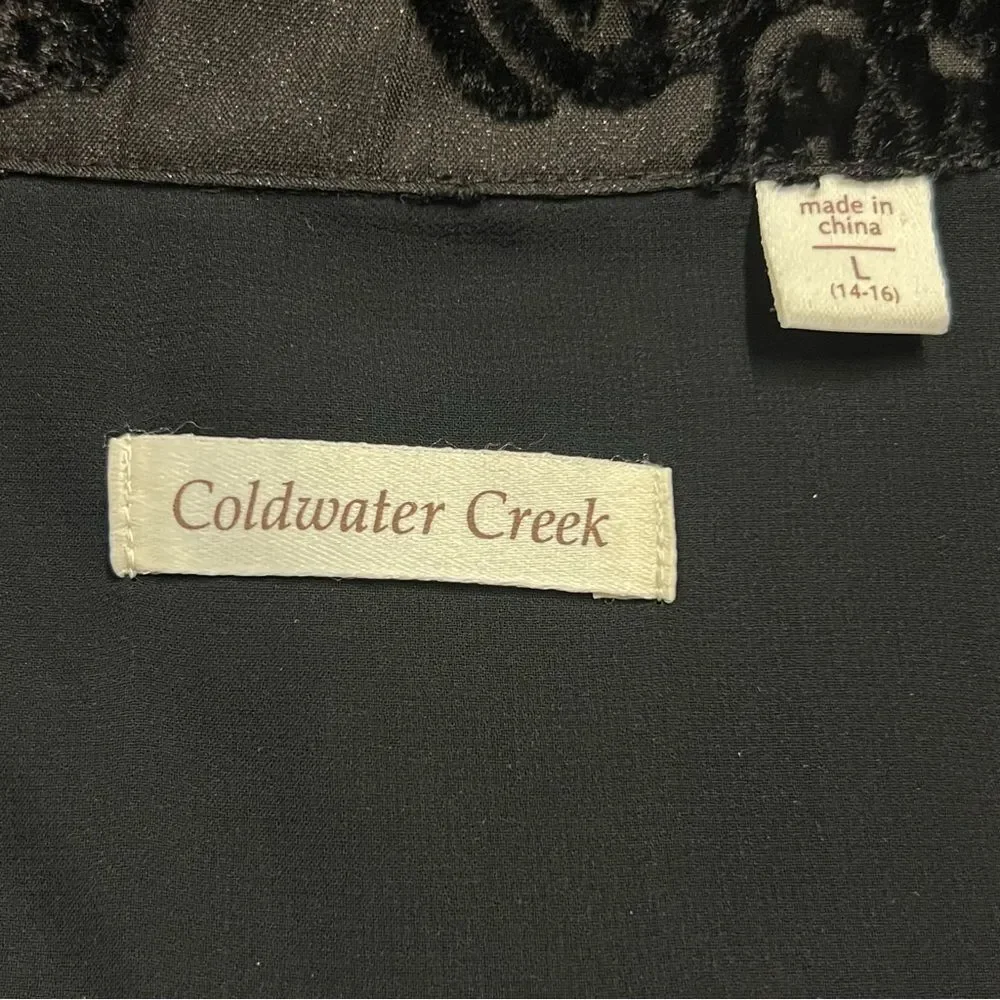 made in
china
L
(14-16)
Coldwater Creek